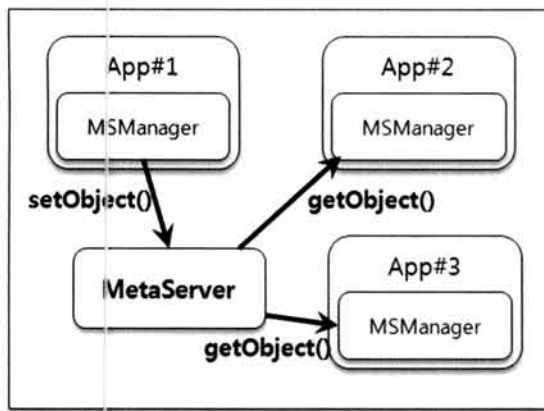 App#1
MSManager
App#2
MSManager
setObject()
getObject()
MetaServer
App#3
MSManager
getObject()